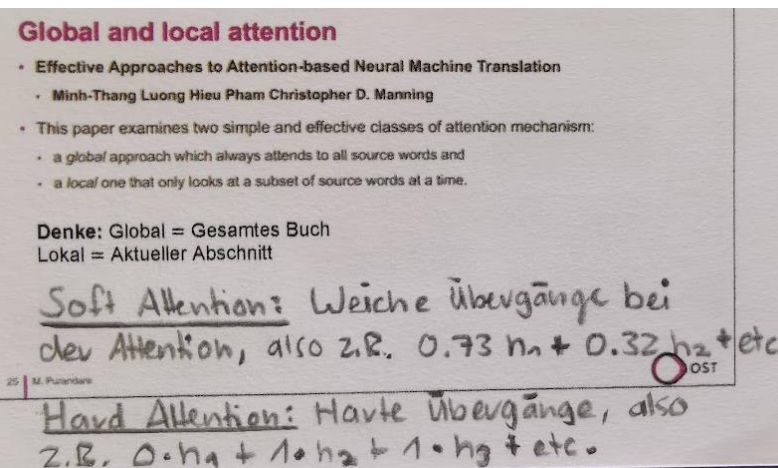 Global and local attention
• Effective Approaches to Attention-based Neural Machine Translation
• Minh-Thang Luong Hieu Pham Christopher D. Manning
• This paper examines two simple and effective classes of attention mechanism:
• a global approach which always attends to all source words and
• a local one that only looks at a subset of source words at a time.
Denke: Global = Gesamtes Buch
Lokal = Aktueller Abschnitt
Soft Attention: Weiche Übergänge bei
der Attention, also z.B. 0.73 h₁ + 0.32 h₂ + etc
25 | M. Purandare
OST
Hard Attention: Harte Übergänge, also
z.B. 0•h₁ + 1•h₂ + 1•h₃ + etc.